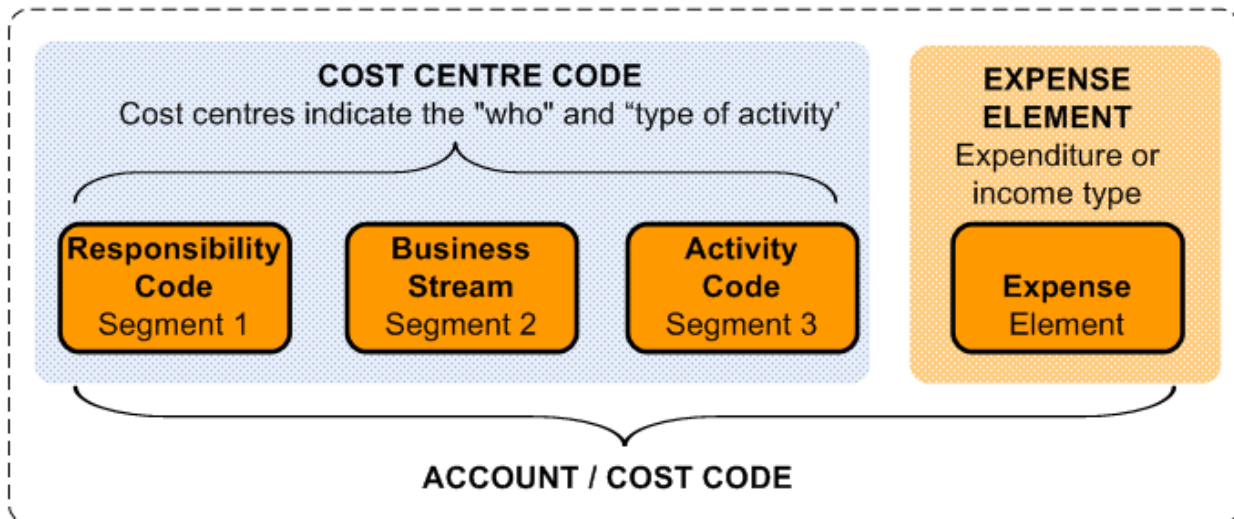 COST CENTRE CODE
Cost centres indicate the "who" and “type of activity’
Responsibility
Code
Segment 1
Business
Stream
Segment 2
Activity
Code
Segment 3
EXPENSE
ELEMENT
Expenditure or
income type
Expense
Element
ACCOUNT / COST CODE